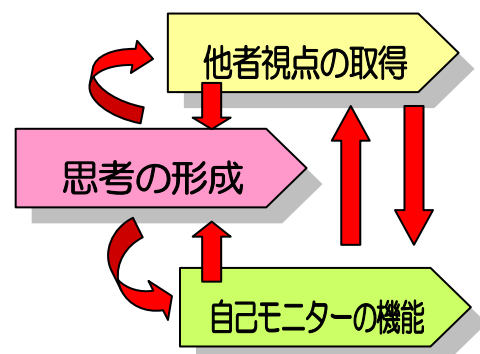 他者視点の取得
思考の形成
自己モニターの機能